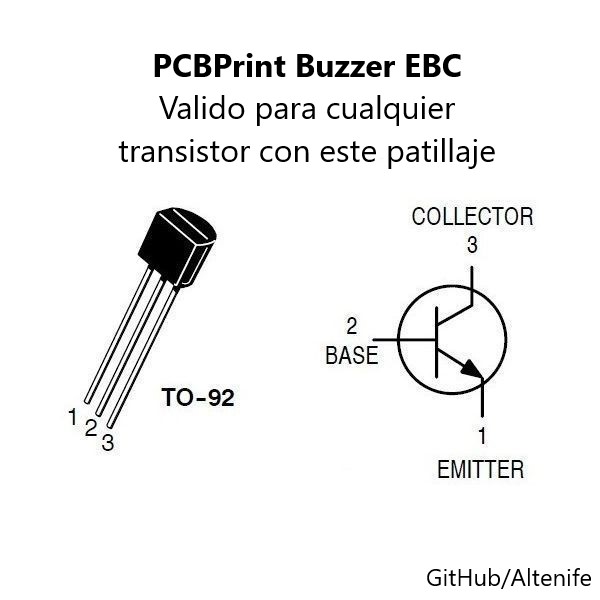 PCBPrint Buzzer EBC
Valido para cualquier
transistor con este patillaje
COLLECTOR
3
2
BASE
TO-92
1
2
3
1
EMITTER
GitHub/Altenife